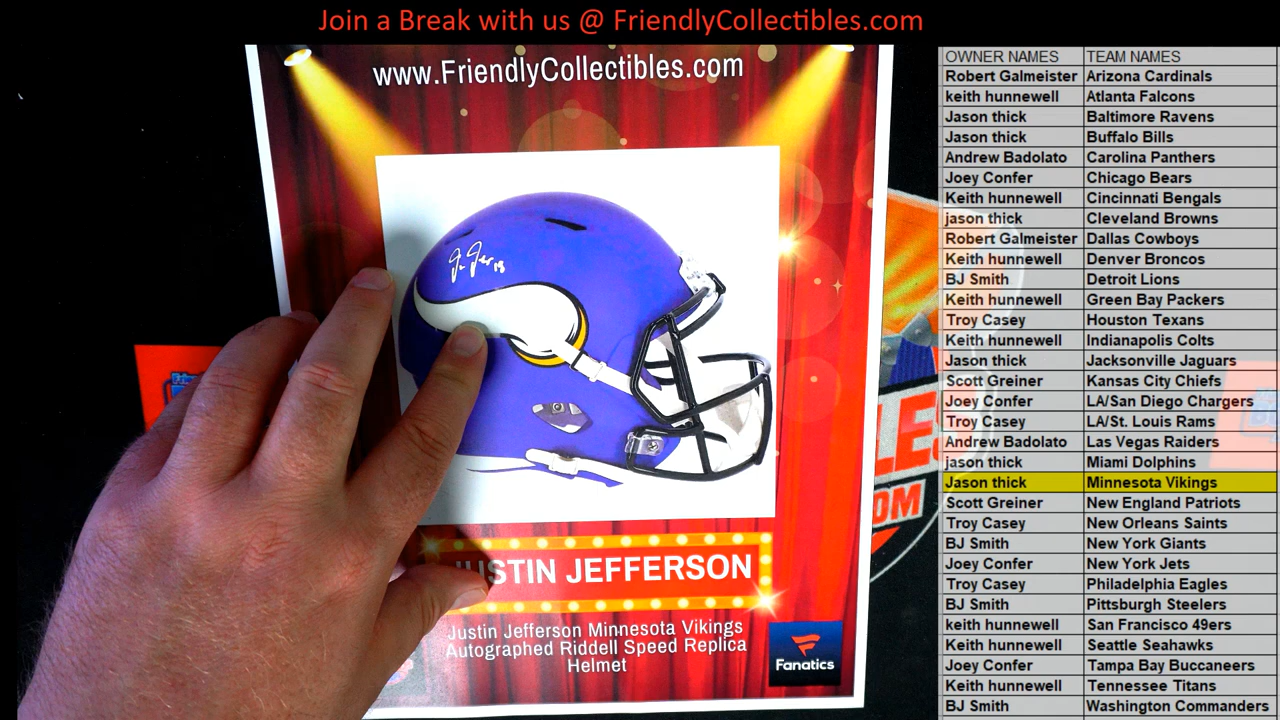 Join a Break with us @ FriendlyCollectibles.com
www.FriendlyCollectibles.com
JUSTIN JEFFERSON
Justin Jefferson Minnesota Vikings
Autographed Riddell Speed Replica
Helmet
Fanatics
OWNER NAMES TEAM NAMES
Robert Galmeister Arizona Cardinals
keith hunnewell Atlanta Falcons
Jason thick Baltimore Ravens
Jason thick Buffalo Bills
Andrew Badolato Carolina Panthers
Joey Confer Chicago Bears
Keith hunnewell Cincinnati Bengals
jason thick Cleveland Browns
Robert Galmeister Dallas Cowboys
Keith hunnewell Denver Broncos
BJ Smith Detroit Lions
Keith hunnewell Green Bay Packers
Troy Casey Houston Texans
Keith hunnewell Indianapolis Colts
Jason thick Jacksonville Jaguars
Scott Greiner Kansas City Chiefs
Joey Confer LA/San Diego Chargers
Troy Casey LA/St. Louis Rams
Andrew Badolato Las Vegas Raiders
jason thick Miami Dolphins
Jason thick Minnesota Vikings
Scott Greiner New England Patriots
Troy Casey New Orleans Saints
BJ Smith New York Giants
Joey Confer New York Jets
Troy Casey Philadelphia Eagles
BJ Smith Pittsburgh Steelers
keith hunnewell San Francisco 49ers
Keith hunnewell Seattle Seahawks
Joey Confer Tampa Bay Buccaneers
Keith hunnewell Tennessee Titans
BJ Smith Washington Commanders